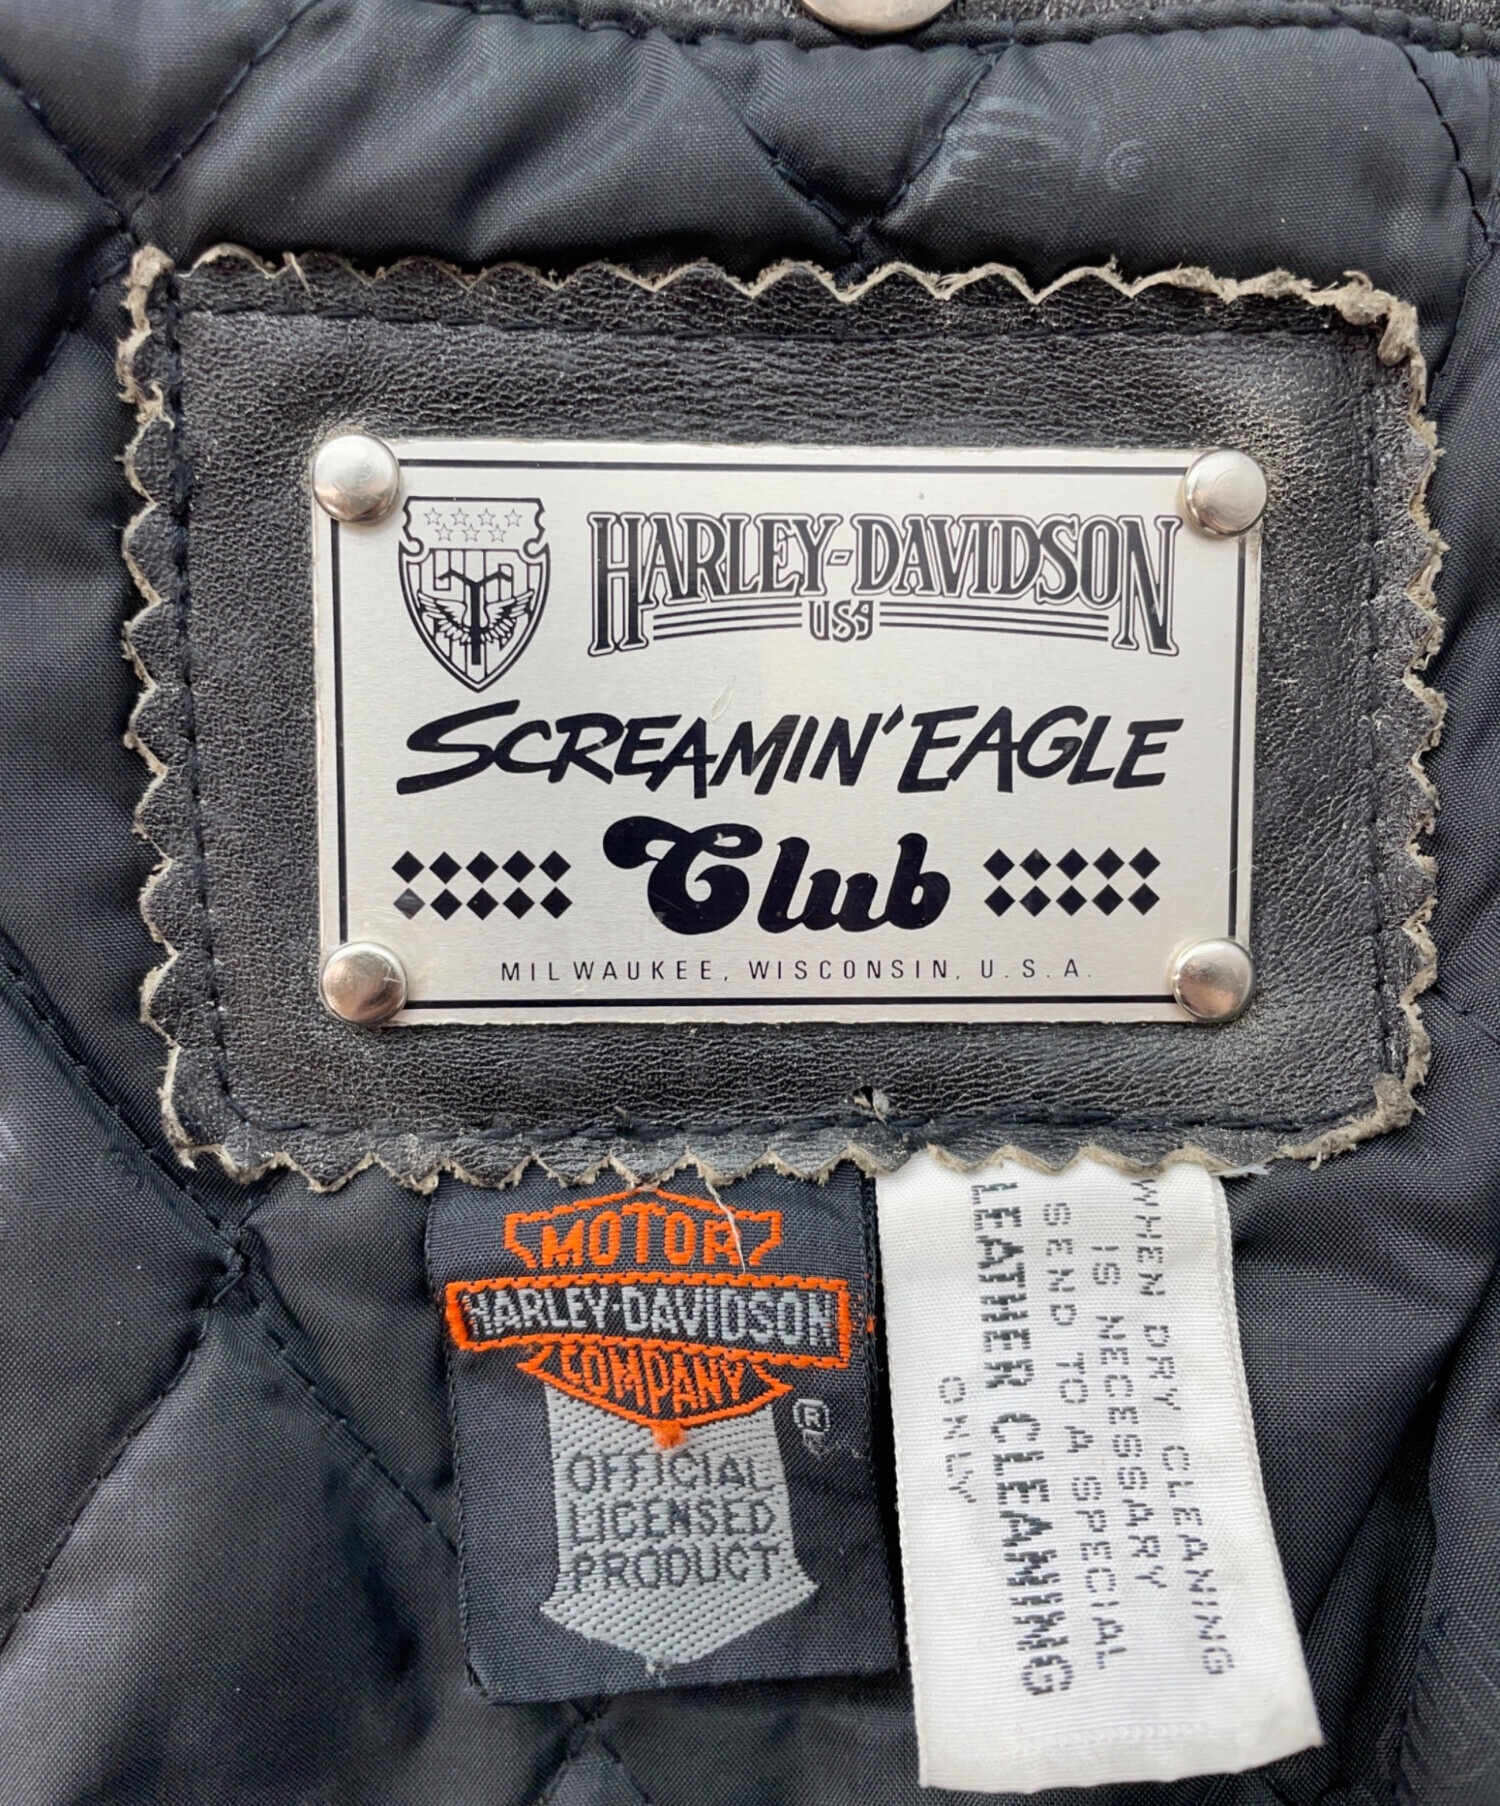 HARLEY-DAVIDSON
USA
SCREAMIN' EAGLE
Club
MILWAUKEE, WISCONSIN, U.S.A.
MOTOR
HARLEY-DAVIDSON
COMPANY
®
OFFICIAL
LICENSED
PRODUCT
WHEN DRY CLEANING
IS NECESSARY
SEND TO A SPECIAL
LEATHER CLEANING
ONLY